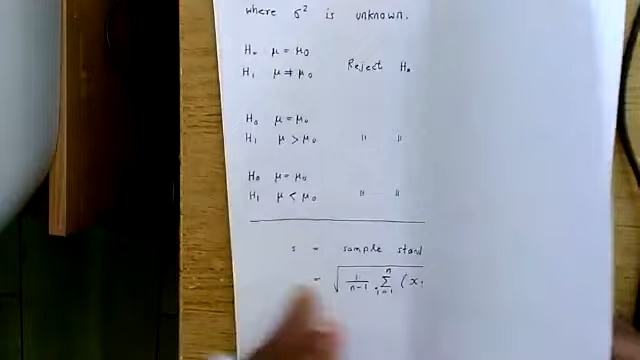 where σ² is unknown.
H₀ μ = μ₀
H₁ μ ≠ μ₀ Reject H₀
H₀ μ = μ₀
H₁ μ > μ₀ " "
H₀ μ = μ₀
H₁ μ < μ₀ " "
s = sample stand
= √ 1/(n-1) Σ i=1 n (x